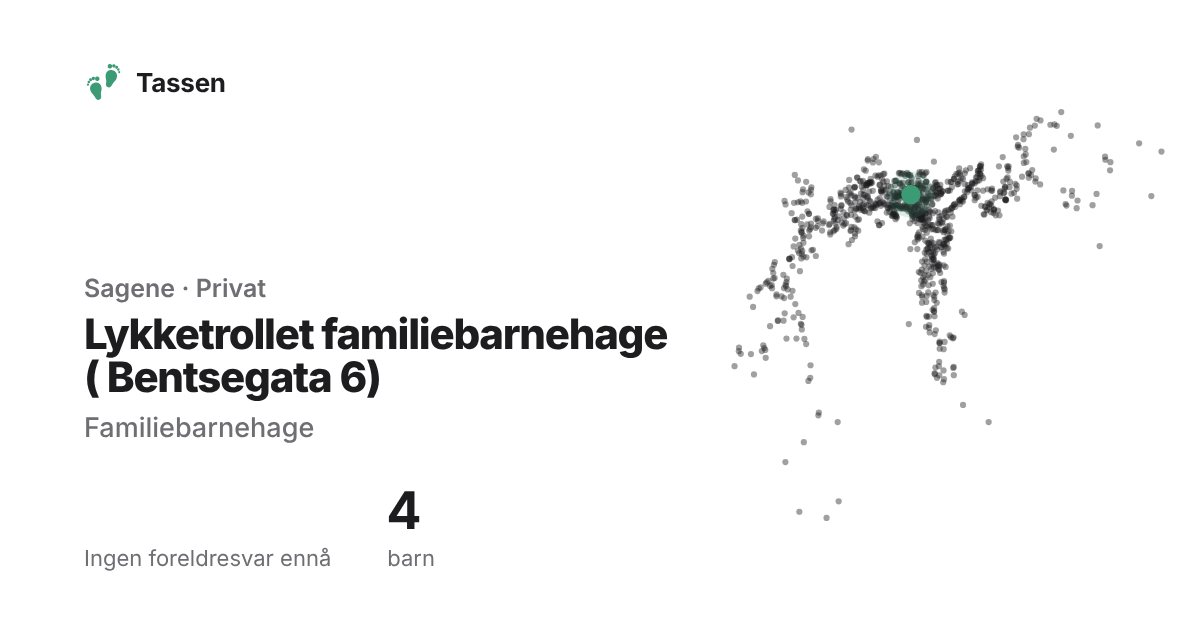 Tassen
Sagene · Privat
Lykketrollet familiebarnehage
( Bentsegata 6)
Familiebarnehage
4
Ingen foreldresvar ennå
barn